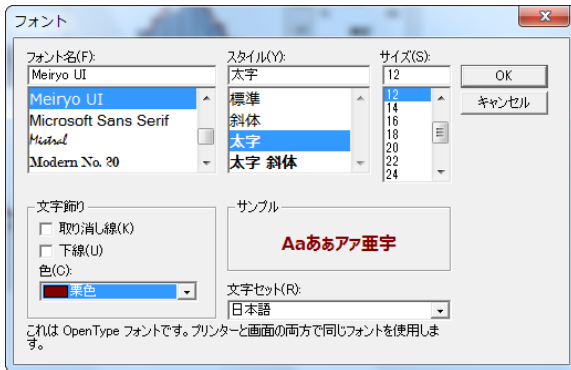 フォント
フォント名(F):
Meiryo UI
Meiryo UI
Microsoft Sans Serif
Mistral
Modern No. 20
スタイル(Y):
太字
標準
斜体
太字
太字 斜体
サイズ(S):
12
12
14
16
18
20
22
24
OK
キャンセル
文字飾り
取り消し線(K)
下線(U)
色(C):
栗色
サンプル
Aaあぁアァ亜宇
文字セット(R):
日本語
これは OpenType フォントです。プリンターと画面の両方で同じフォントを使用しま
す。